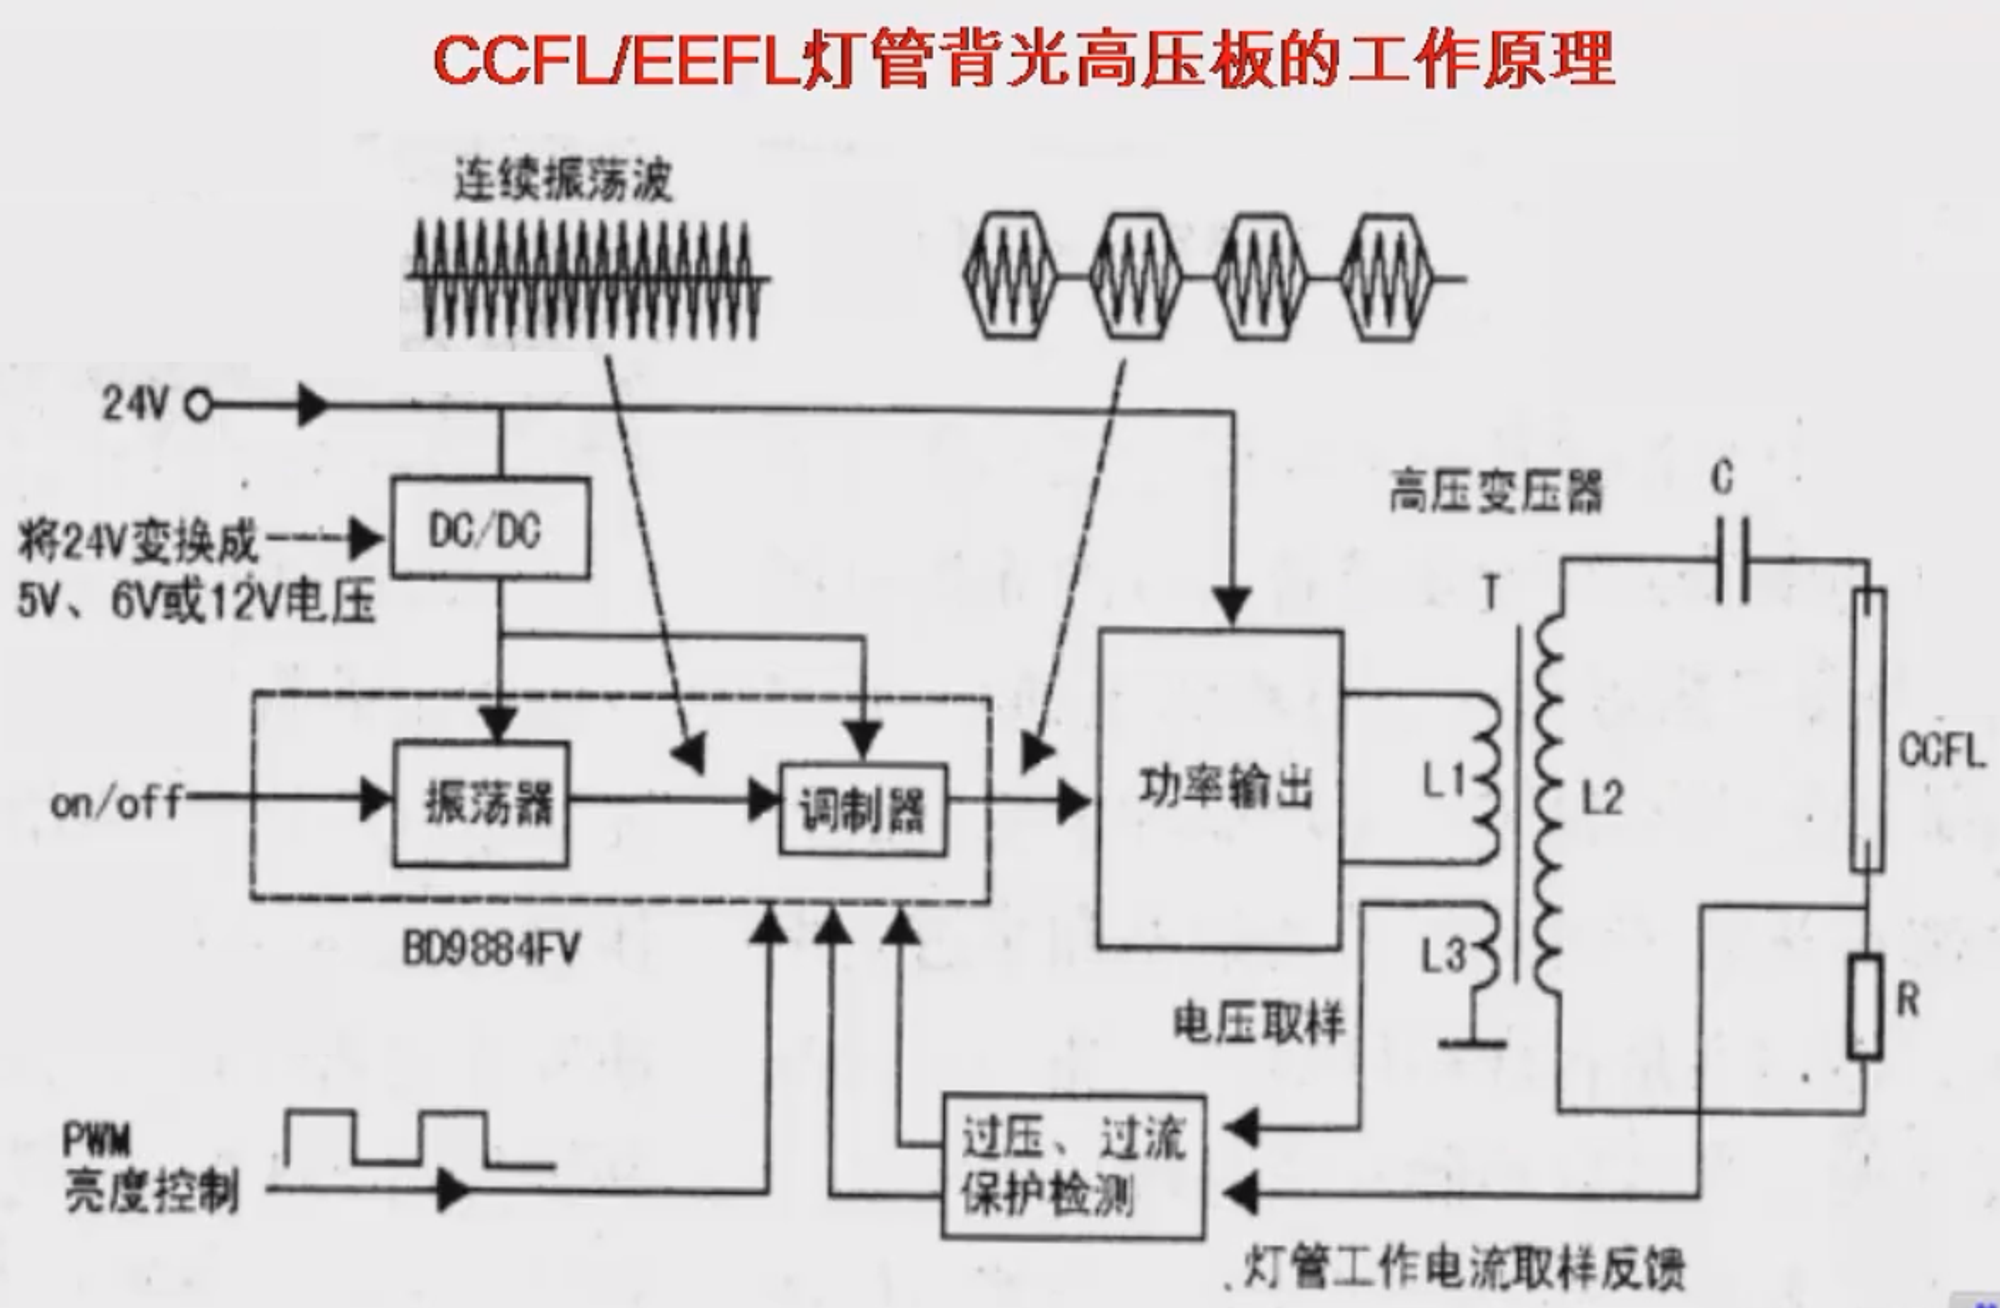 CCFL/EEFL灯管背光高压板的工作原理
连续振荡波
24V
高压变压器
C
DC/DC
将24V变换成
5V、6V或12V电压
T
on/off
振荡器
调制器
功率输出
L1
L2
CCFL
BD9884FV
L3
R
电压取样
PWM
亮度控制
过压、过流
保护检测
灯管工作电流取样反馈